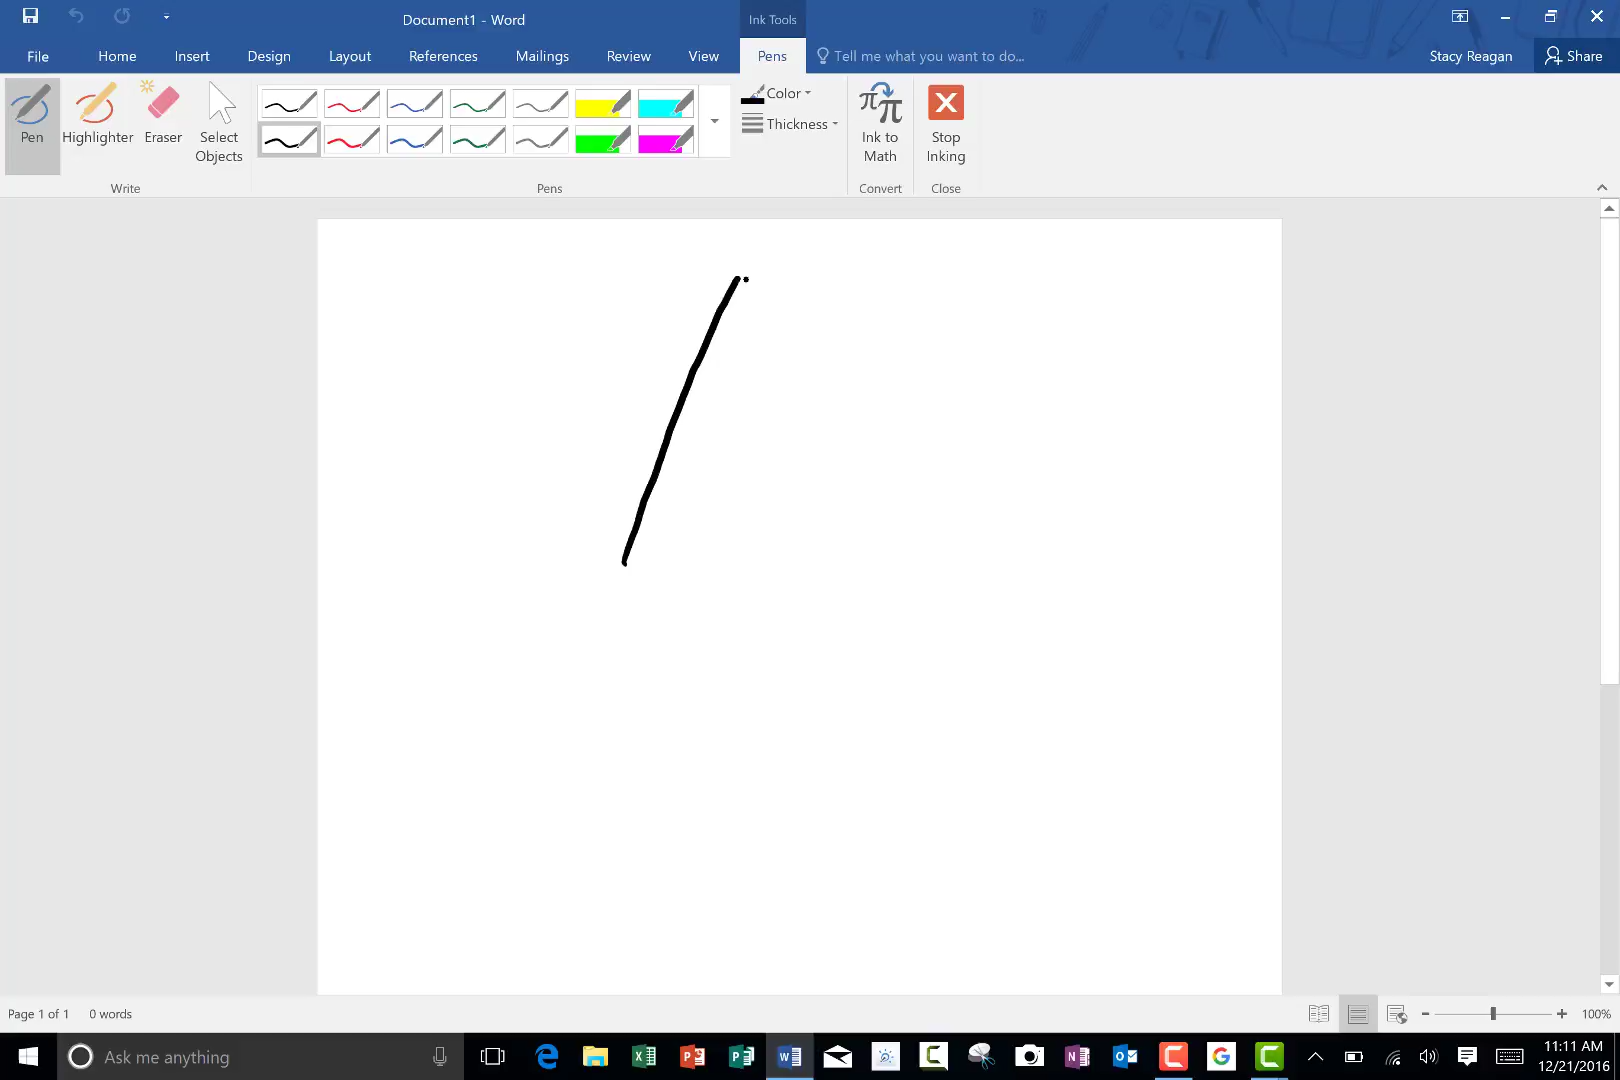 Document1 - Word
Ink Tools
File
Home
Insert
Design
Layout
References
Mailings
Review
View
Pens
Tell me what you want to do...
Stacy Reagan
Share
Pen
Highlighter
Eraser
Select
Objects
Color
Thickness
Ink to
Math
Stop
Inking
Write
Pens
Convert
Close
Page 1 of 1
0 words
100%
Ask me anything
11:11 AM
12/21/2016